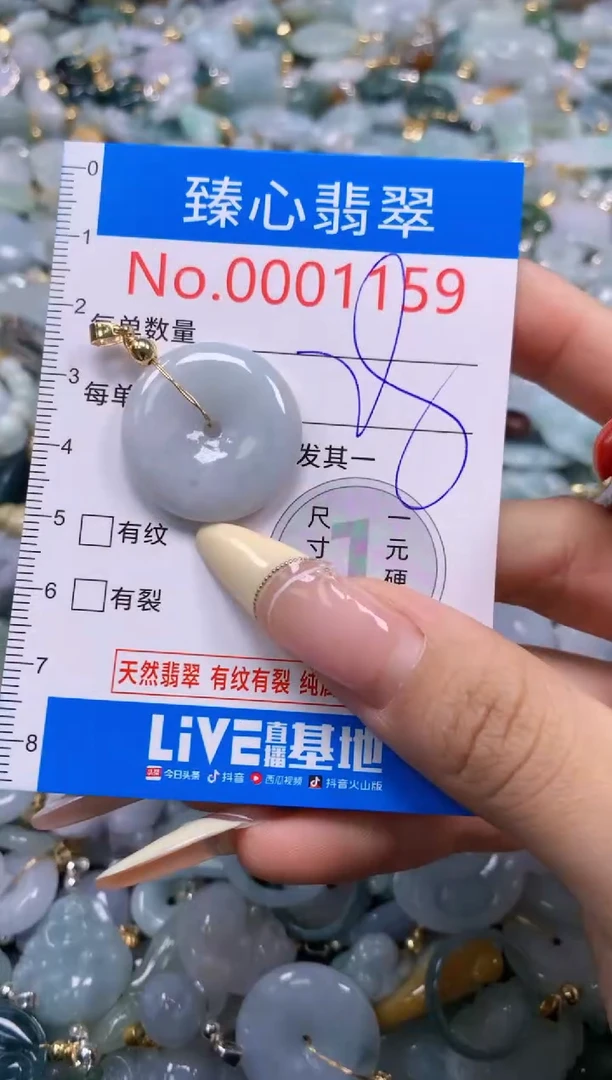 臻心翡翠
No.0001159
每单数量
每单
发其一
尺寸
一元硬
1
有纹
有裂
天然翡翠 有纹有裂 纯
LiVE直播基地
头条 今日头条 抖音 西瓜视频 抖音火山版
0
1
2
3
4
5
6
7
8